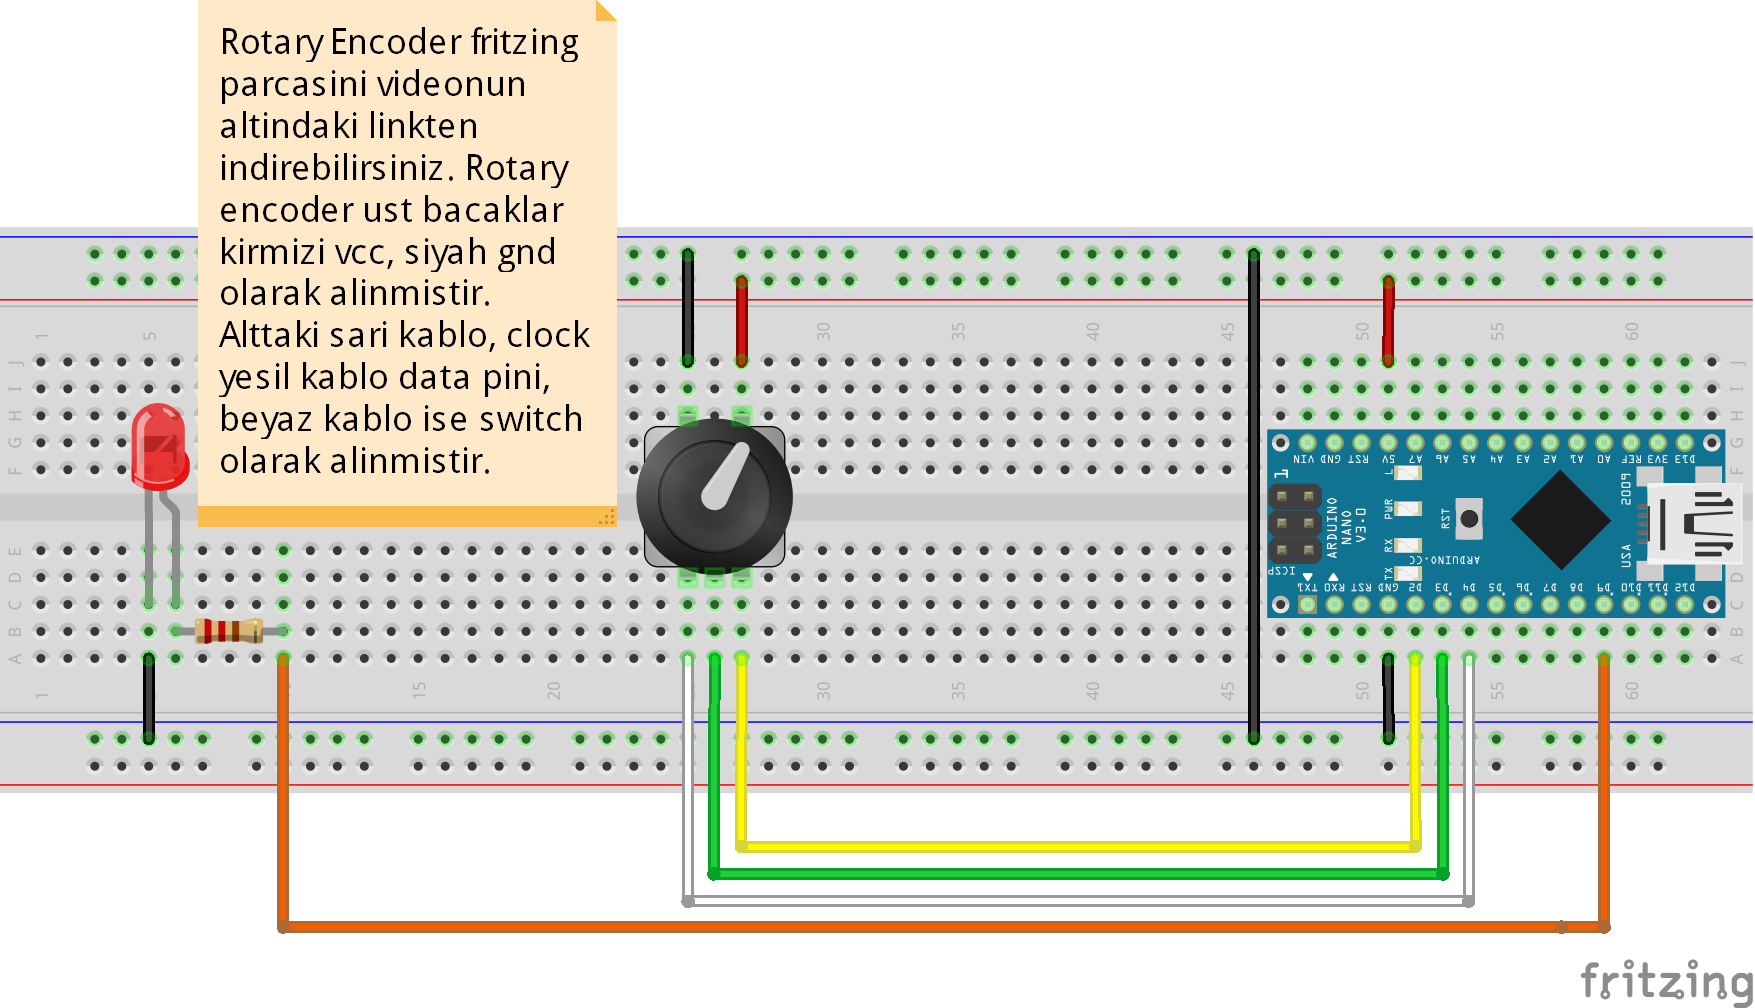 Rotary Encoder fritzing
parcasini videonun
altindaki linkten
indirebilirsiniz. Rotary
encoder ust bacaklar
kirmizi vcc, siyah gnd
olarak alinmistir.
Alttaki sari kablo, clock
yesil kablo data pini,
beyaz kablo ise switch
olarak alinmistir.
1 5 30 35 40 45 50 55 60
J J
I I
H H
G G
F F
VIN GND RST 5V A7 A6 A5 A4 A3 A2 A1 A0 REF 3V3 D13
L
PWR
RX
TX
RST
ARDUINO
NANO
V3.0
ICSP
ARDUINO.CC
USA
TX1 RX0 RST GND D2 D3 D4 D5 D6 D7 D8 D9 D10 D11 D12
E
D D
C C
B B
A A
1 15 20 30 35 40 45 50 55 60
fritzing